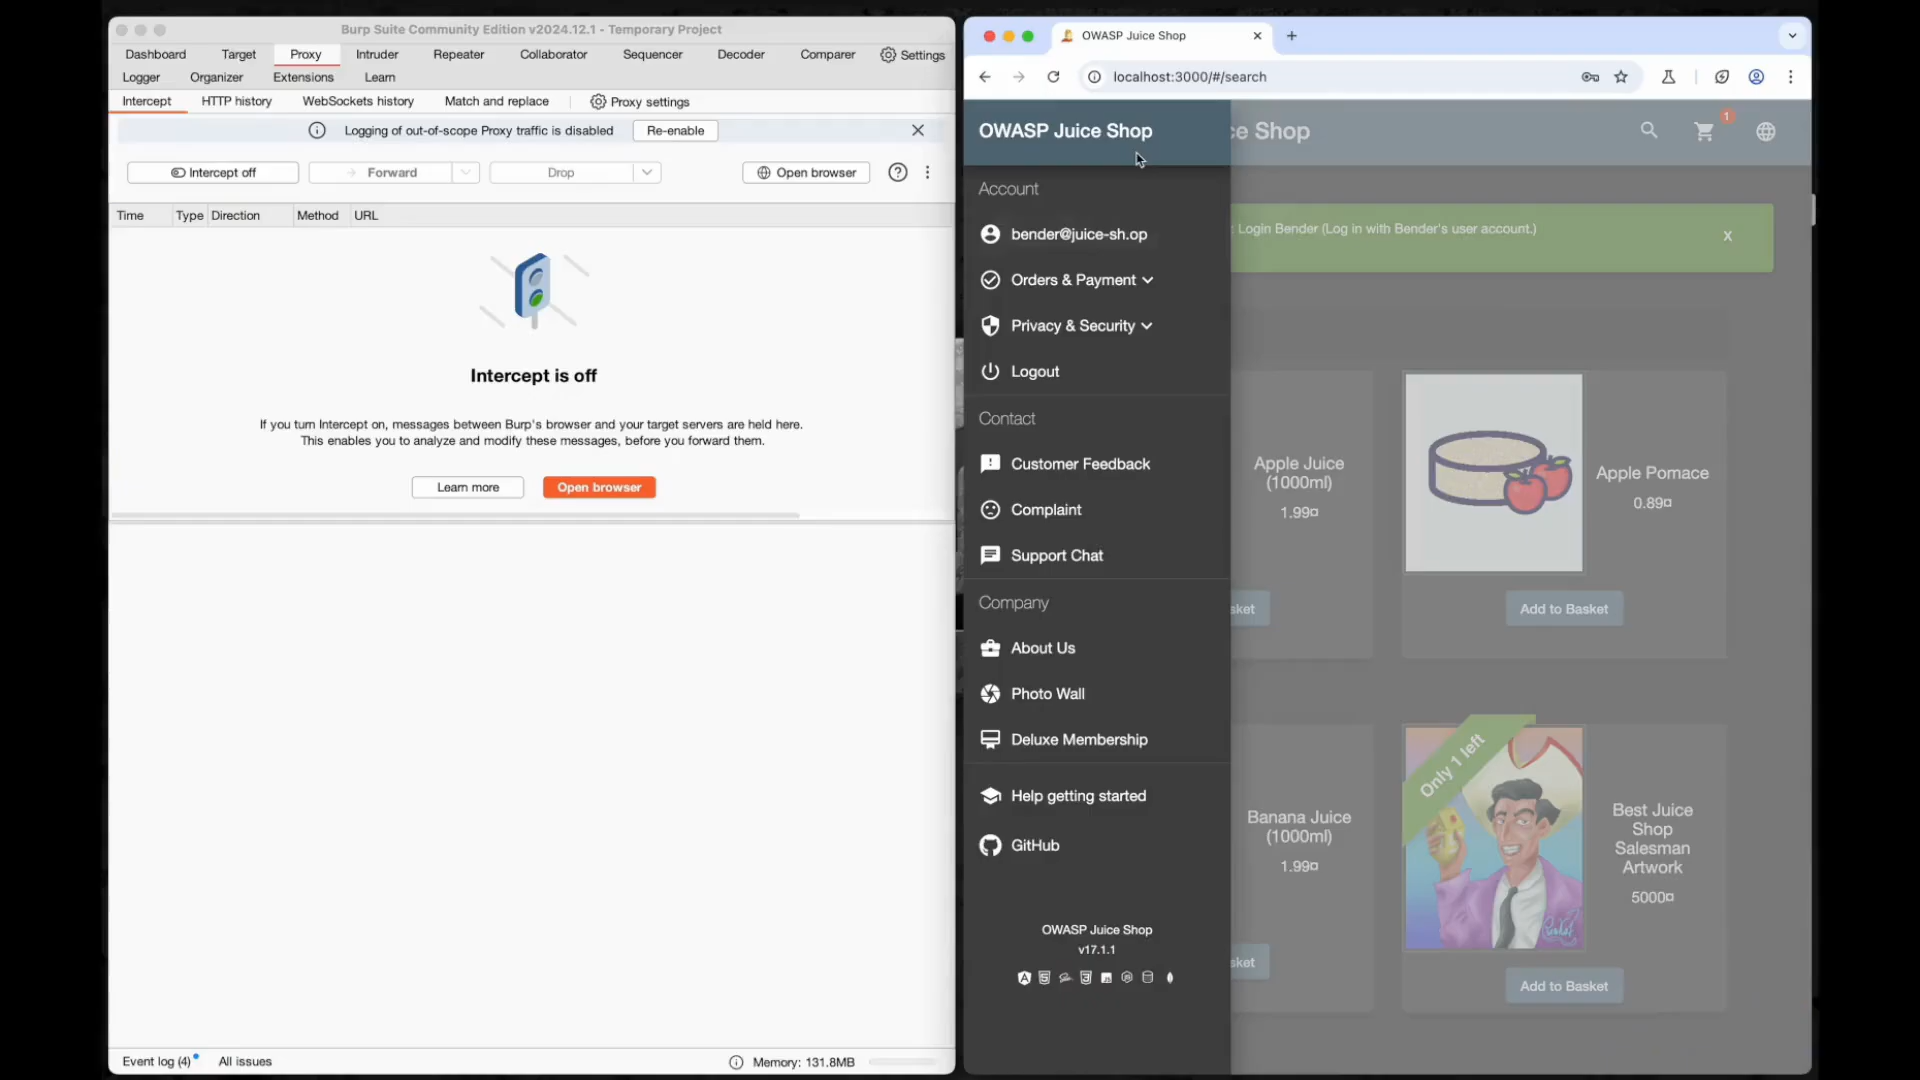 Burp Suite Community Edition v2024.12.1 - Temporary Project
Dashboard Target Proxy Intruder Repeater Collaborator Sequencer Decoder Comparer Settings
Logger Organizer Extensions Learn
Intercept HTTP history WebSockets history Match and replace Proxy settings
Logging of out-of-scope Proxy traffic is disabled Re-enable
Intercept off Forward Drop Open browser
Time Type Direction Method URL
Intercept is off
If you turn Intercept on, messages between Burp's browser and your target servers are held here.
This enables you to analyze and modify these messages, before you forward them.
Learn more Open browser
Event log (4) All issues Memory: 131.8MB
OWASP Juice Shop
localhost:3000/#/search
OWASP Juice Shop
ce Shop
1
Account
bender@juice-sh.op
Orders & Payment
Privacy & Security
Logout
Contact
Customer Feedback
Complaint
Support Chat
Company
About Us
Photo Wall
Deluxe Membership
Help getting started
GitHub
OWASP Juice Shop
v17.1.1
: Login Bender (Log in with Bender's user account.)
X
Apple Juice
(1000ml)
1.99¤
sket
Apple Pomace
0.89¤
Add to Basket
Banana Juice
(1000ml)
1.99¤
sket
Only 1 left
Best Juice
Shop
Salesman
Artwork
5000¤
Add to Basket